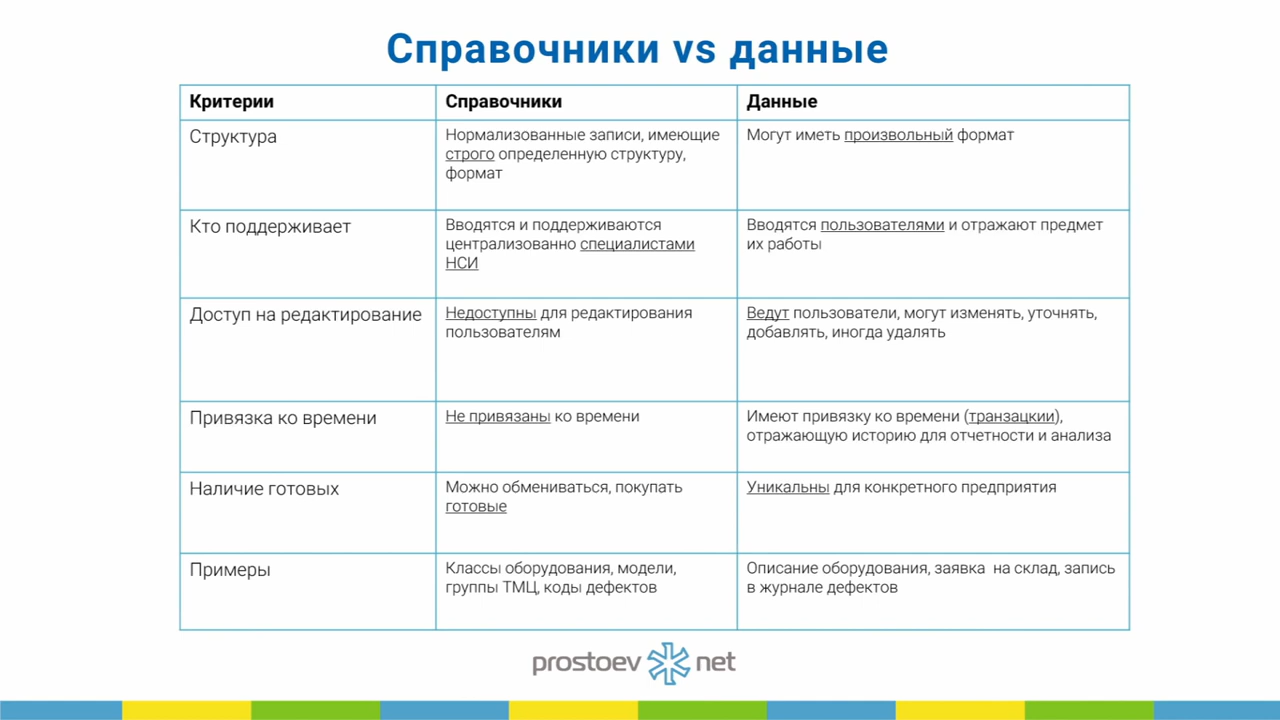 Справочники vs данные
Критерии
Справочники
Данные
Структура
Нормализованные записи, имеющие
строго определенную структуру,
формат
Могут иметь произвольный формат
Кто поддерживает
Вводятся и поддерживаются
централизованно специалистами
НСИ
Вводятся пользователями и отражают предмет
их работы
Доступ на редактирование
Недоступны для редактирования
пользователям
Ведут пользователи, могут изменять, уточнять,
добавлять, иногда удалять
Привязка ко времени
Не привязаны ко времени
Имеют привязку ко времени (транзацкии),
отражающую историю для отчетности и анализа
Наличие готовых
Можно обмениваться, покупать
готовые
Уникальны для конкретного предприятия
Примеры
Классы оборудования, модели,
группы ТМЦ, коды дефектов
Описание оборудования, заявка на склад, запись
в журнале дефектов
prostoev net